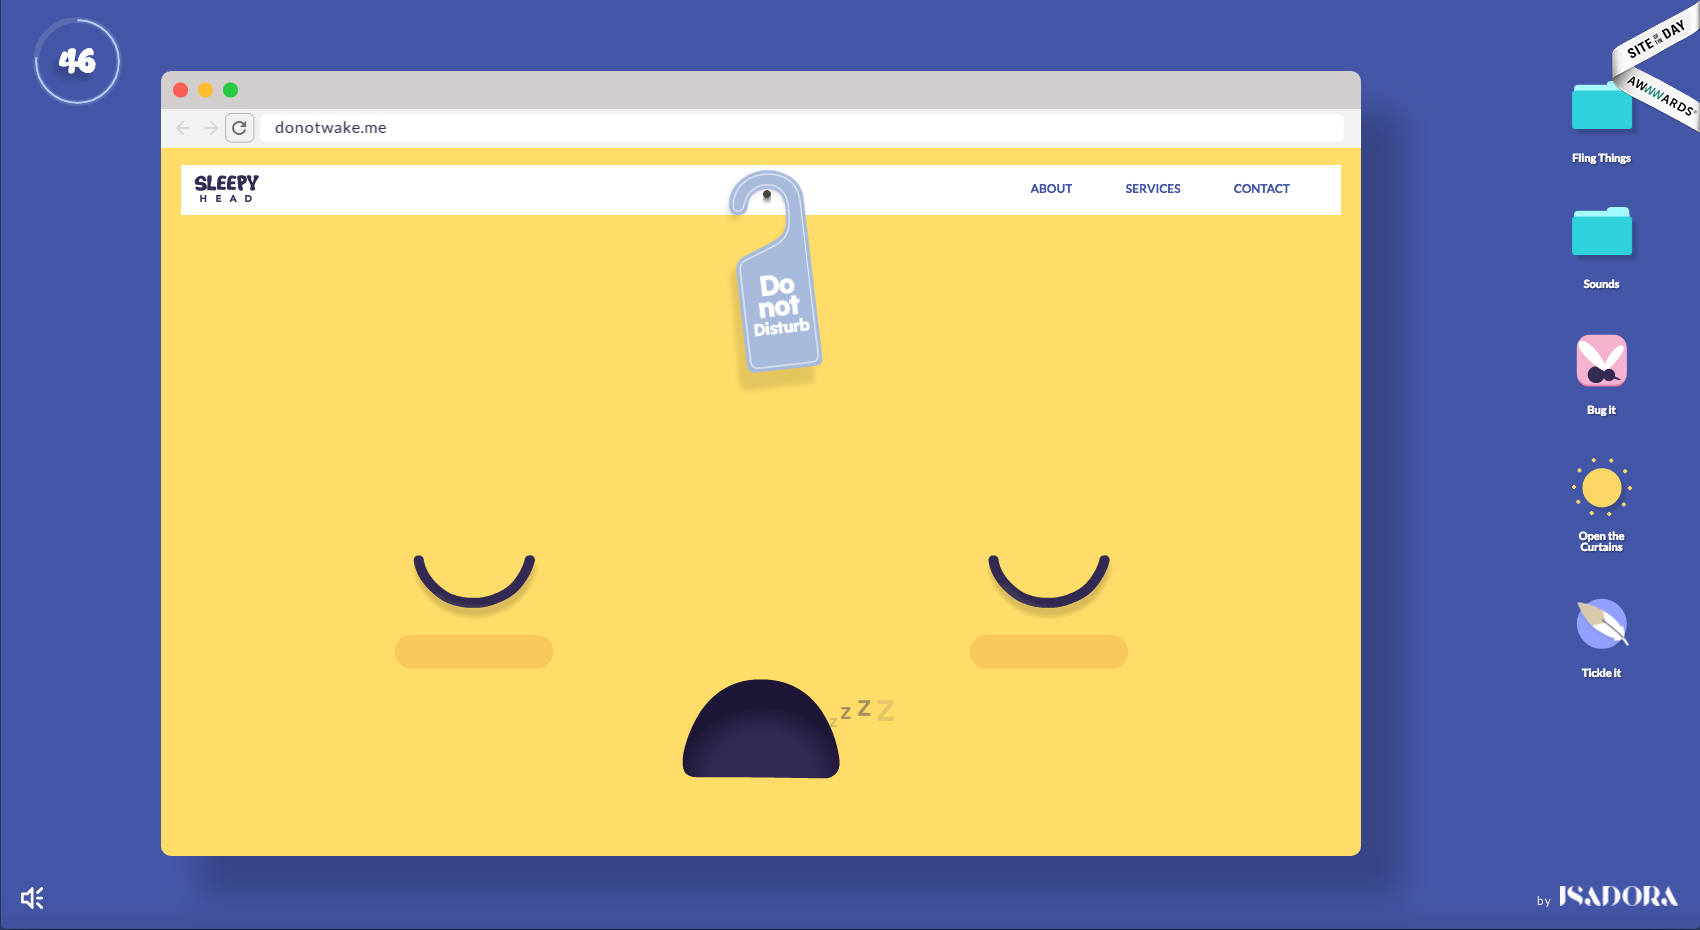 46
SITE OF THE DAY
AWWWARDS®
donotwake.me
SLEEPY
HEAD
ABOUT
SERVICES
CONTACT
Do
not
Disturb
z z Z Z
Fling Things
Sounds
Bug it
Open the
Curtains
Tickle it
by ISADORA